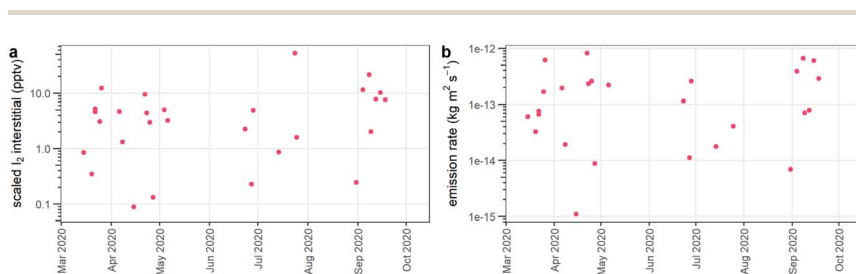 a
scaled I₂ interstitial (pptv)
10.0
1.0
0.1
Mar 2020
Apr 2020
May 2020
Jun 2020
Jul 2020
Aug 2020
Sep 2020
Oct 2020
b
emission rate (kg m² s⁻¹)
1e-12
1e-13
1e-14
1e-15
Mar 2020
Apr 2020
May 2020
Jun 2020
Jul 2020
Aug 2020
Sep 2020
Oct 2020